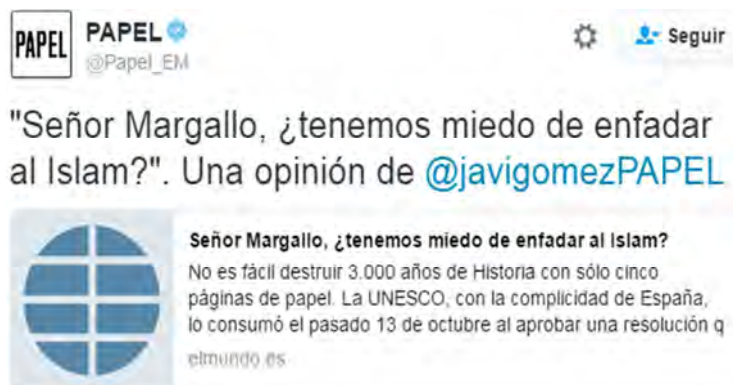 PAPEL
PAPEL
@Papel_EM
Seguir
"Señor Margallo, ¿tenemos miedo de enfadar
al Islam?". Una opinión de @javigomezPAPEL
Señor Margallo, ¿tenemos miedo de enfadar al Islam?
No es fácil destruir 3.000 años de Historia con sólo cinco
páginas de papel. La UNESCO, con la complicidad de España,
lo consumó el pasado 13 de octubre al aprobar una resolución q
elmundo.es